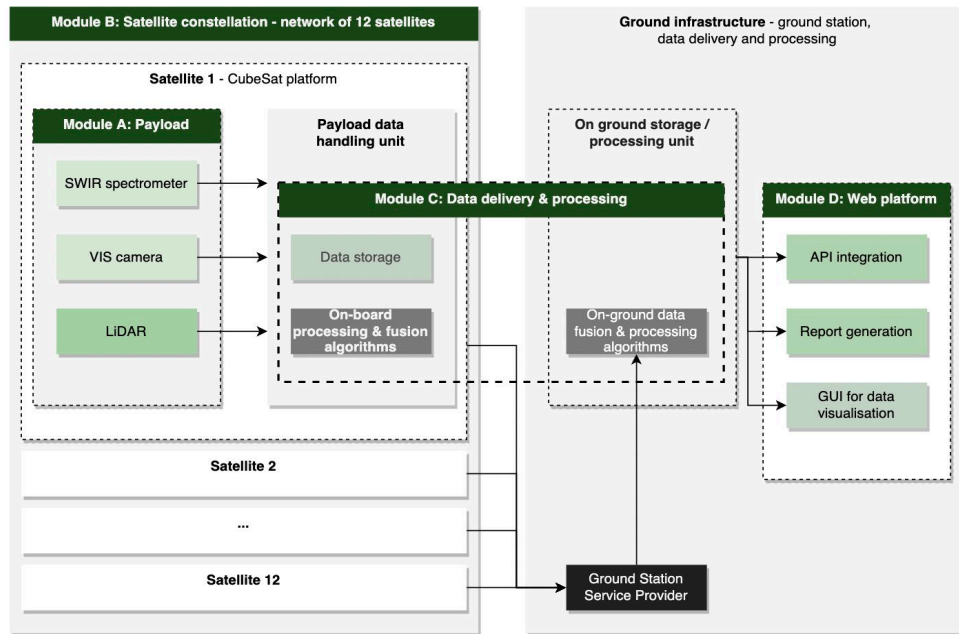 Module B: Satellite constellation - network of 12 satellites
Satellite 1 - CubeSat platform
Module A: Payload
SWIR spectrometer
VIS camera
LiDAR
Payload data
handling unit
Module C: Data delivery & processing
Data storage
On-board
processing & fusion
algorithms
Satellite 2
...
Satellite 12
Ground infrastructure - ground station,
data delivery and processing
On ground storage /
processing unit
On-ground data
fusion & processing
algorithms
Ground Station
Service Provider
Module D: Web platform
API integration
Report generation
GUI for data
visualisation